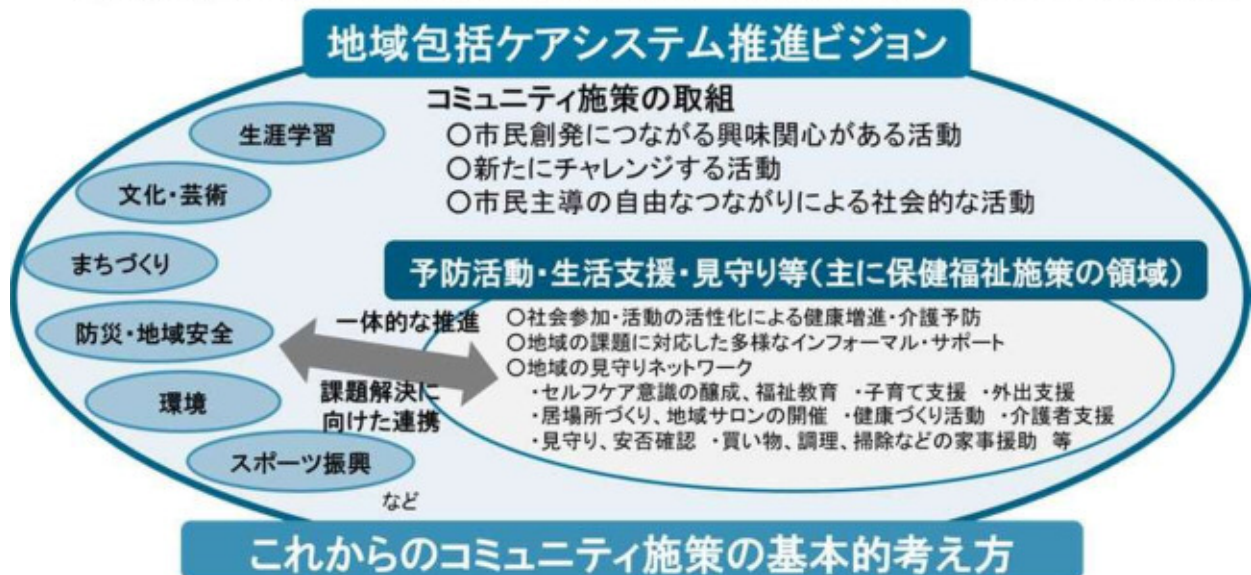 地域包括ケアシステム推進ビジョン
コミュニティ施策の取組
○市民創発につながる興味関心がある活動
○新たにチャレンジする活動
○市民主導の自由なつながりによる社会的な活動
生涯学習
文化・芸術
まちづくり
防災・地域安全
環境
スポーツ振興
など
一体的な推進
課題解決に
向けた連携
予防活動・生活支援・見守り等(主に保健福祉施策の領域)
○社会参加・活動の活性化による健康増進・介護予防
○地域の課題に対応した多様なインフォーマル・サポート
○地域の見守りネットワーク
・セルフケア意識の醸成、福祉教育 ・子育て支援 ・外出支援
・居場所づくり、地域サロンの開催 ・健康づくり活動 ・介護者支援
・見守り、安否確認 ・買い物、調理、掃除などの家事援助 等
これからのコミュニティ施策の基本的考え方